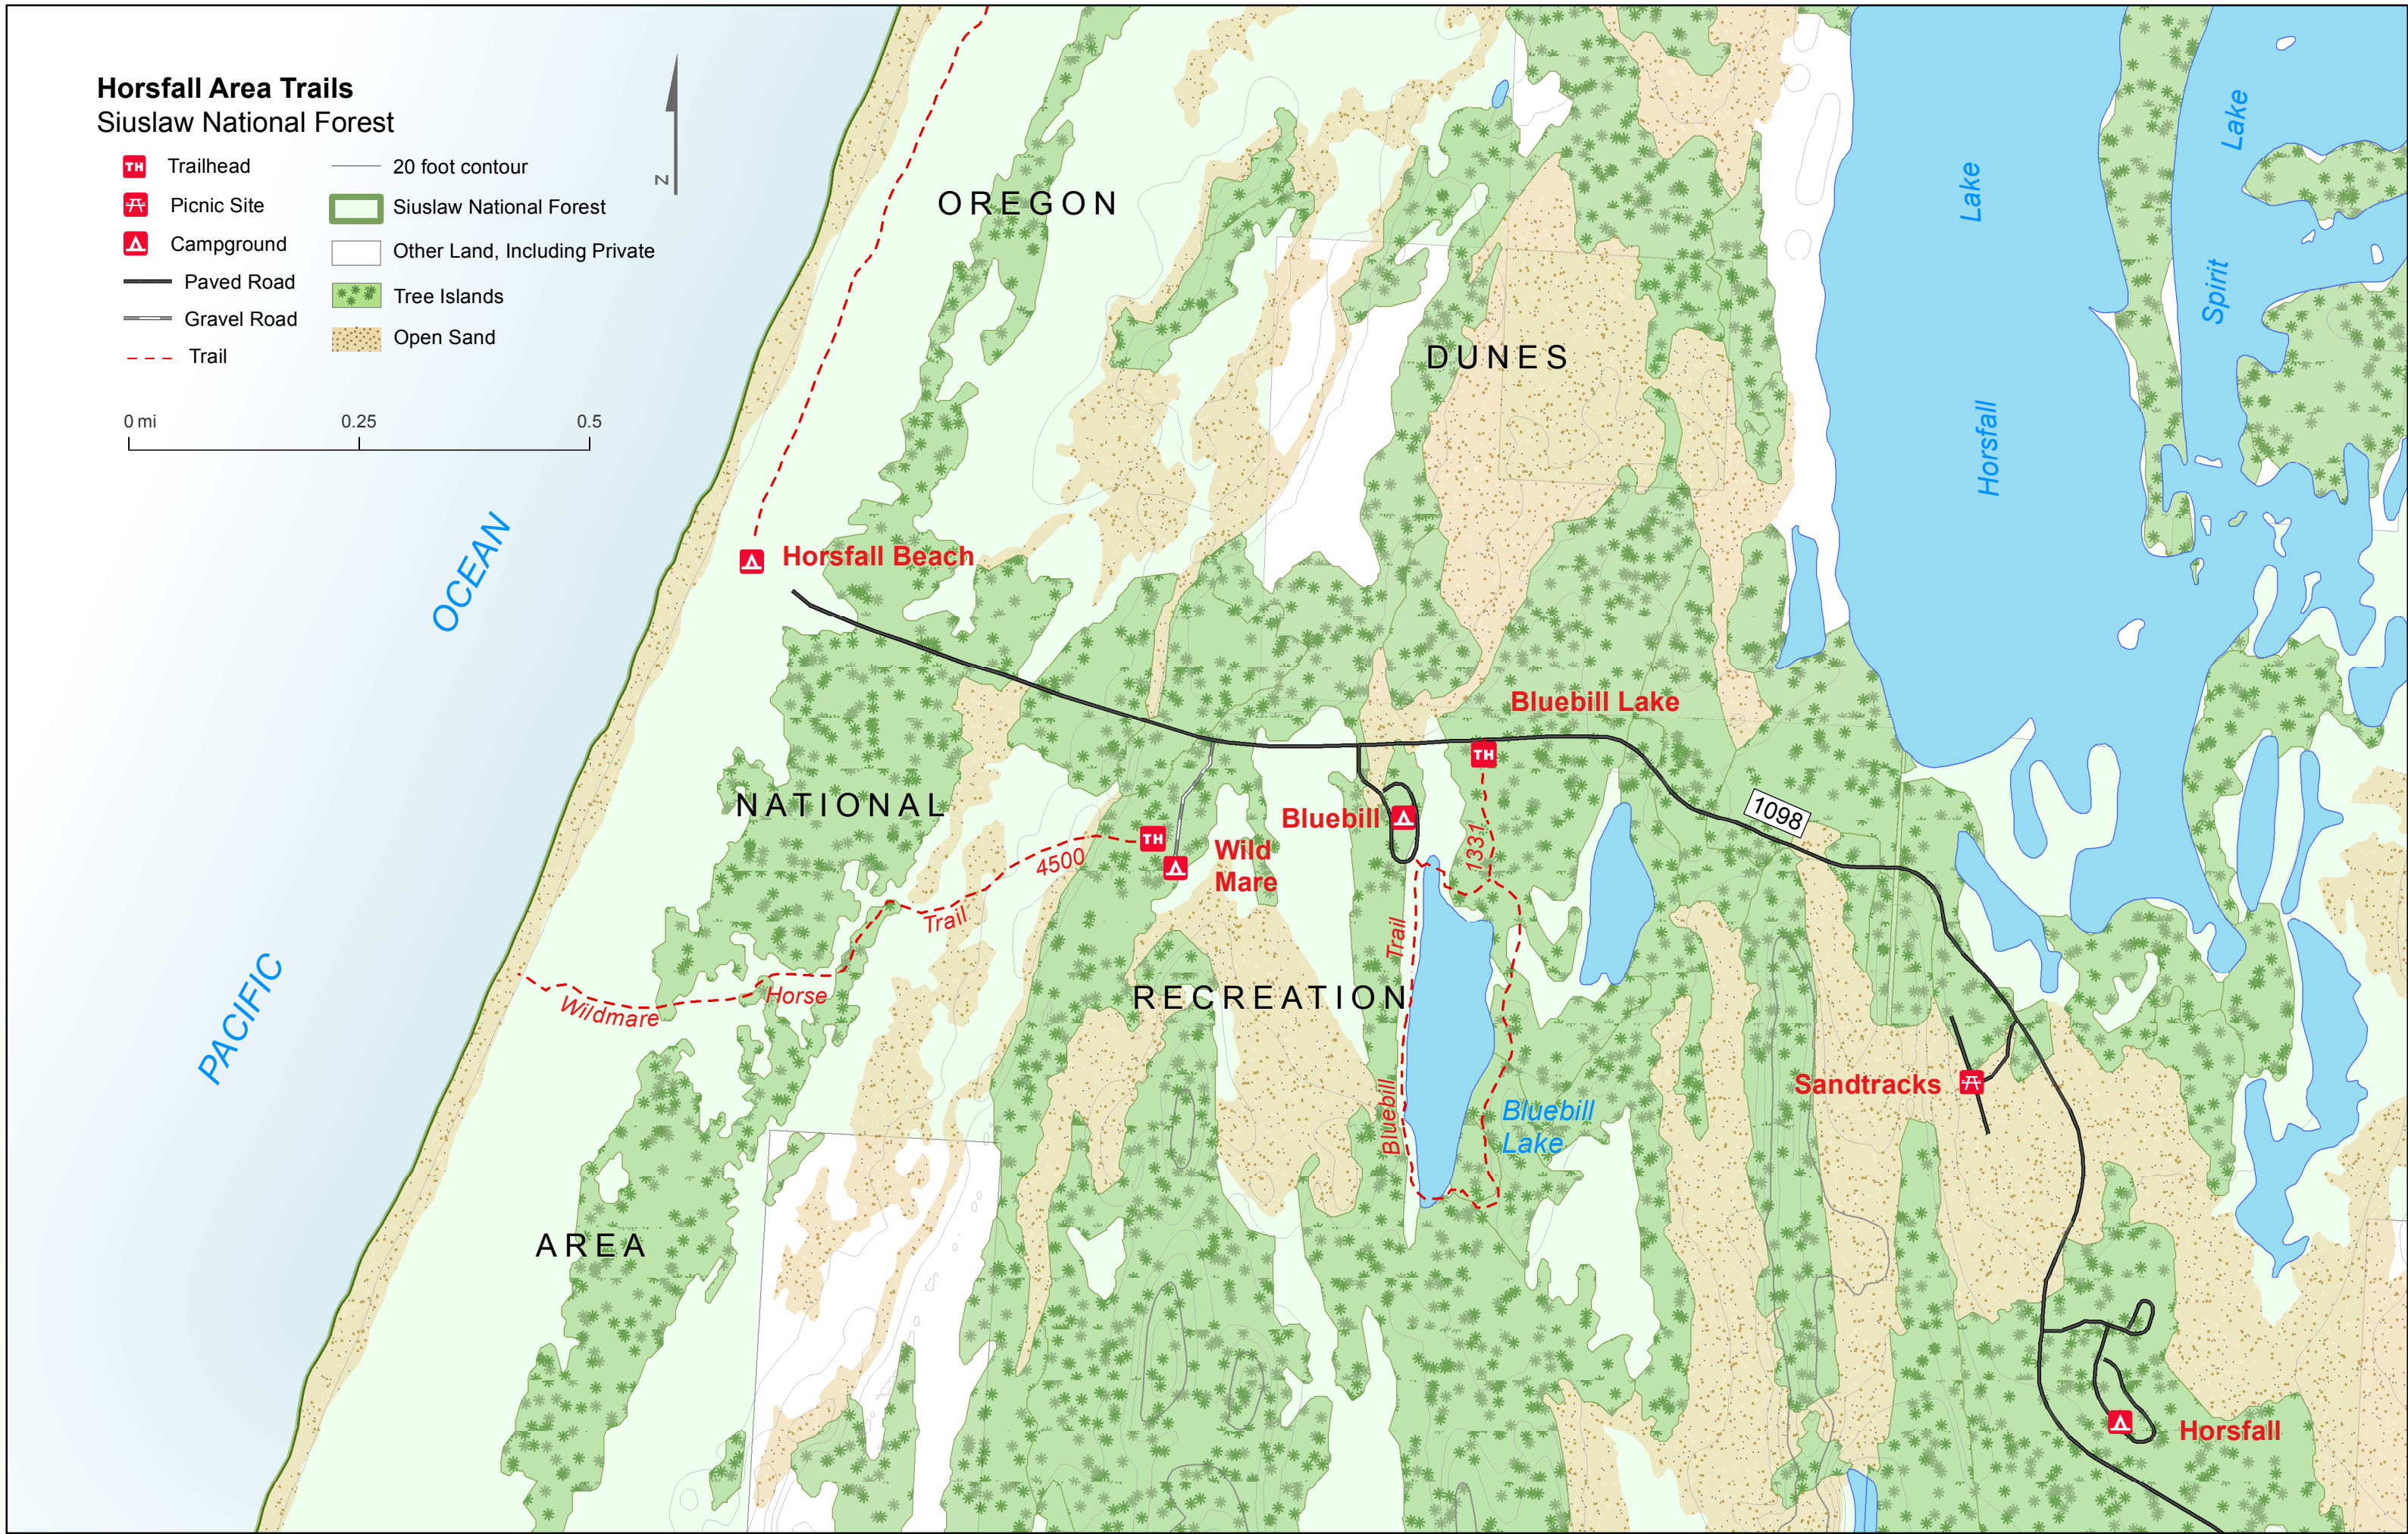 Horsfall Area Trails
Siuslaw National Forest
TH Trailhead
Picnic Site
Campground
Paved Road
Gravel Road
Trail
20 foot contour
Siuslaw National Forest
Other Land, Including Private
Tree Islands
Open Sand
N
0 mi 0.25 0.5
OREGON
DUNES
NATIONAL
RECREATION
AREA
PACIFIC
OCEAN
Horsfall Lake
Spirit Lake
Horsfall Beach
Bluebill Lake
TH
1098
Bluebill
1331
TH
Wild
Mare
4500
Wildmare Horse Trail
Bluebill Trail
Bluebill
Lake
Sandtracks
Horsfall